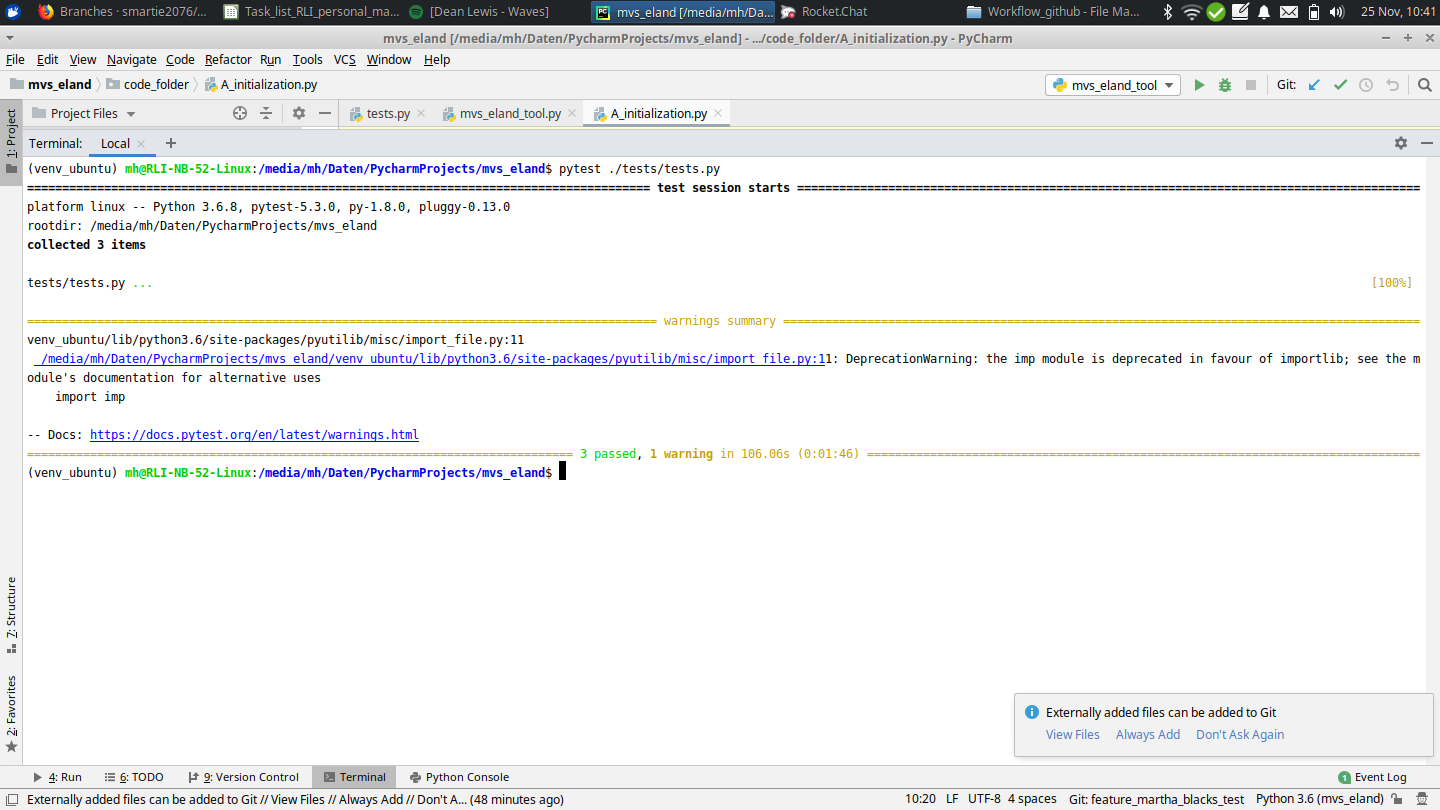 Branches · smartie2076/...
Task_list_RLI_personal_ma...
[Dean Lewis - Waves]
mvs_eland [/media/mh/Da...
Rocket.Chat
Workflow_github - File Ma...
25 Nov, 10:41
mvs_eland [/media/mh/Daten/PycharmProjects/mvs_eland] - .../code_folder/A_initialization.py - PyCharm
File Edit View Navigate Code Refactor Run Tools VCS Window Help
mvs_eland code_folder A_initialization.py
mvs_eland_tool
Git:
1: Project
Project Files
tests.py
mvs_eland_tool.py
A_initialization.py
Terminal: Local +
(venv_ubuntu) mh@RLI-NB-52-Linux:/media/mh/Daten/PycharmProjects/mvs_eland$ pytest ./tests/tests.py
test session starts
platform linux -- Python 3.6.8, pytest-5.3.0, py-1.8.0, pluggy-0.13.0
rootdir: /media/mh/Daten/PycharmProjects/mvs_eland
collected 3 items
tests/tests.py ... [100%]
warnings summary
venv_ubuntu/lib/python3.6/site-packages/pyutilib/misc/import_file.py:11
/media/mh/Daten/PycharmProjects/mvs_eland/venv_ubuntu/lib/python3.6/site-packages/pyutilib/misc/import_file.py:11: DeprecationWarning: the imp module is deprecated in favour of importlib; see the m
odule's documentation for alternative uses
import imp
-- Docs: https://docs.pytest.org/en/latest/warnings.html
3 passed, 1 warning in 106.06s (0:01:46)
(venv_ubuntu) mh@RLI-NB-52-Linux:/media/mh/Daten/PycharmProjects/mvs_eland$
7: Structure
2: Favorites
Externally added files can be added to Git
View Files Always Add Don't Ask Again
4: Run 6: TODO 9: Version Control Terminal Python Console
1 Event Log
Externally added files can be added to Git // View Files // Always Add // Don't A... (48 minutes ago)
10:20 LF UTF-8 4 spaces Git: feature_martha_blacks_test Python 3.6 (mvs_eland)